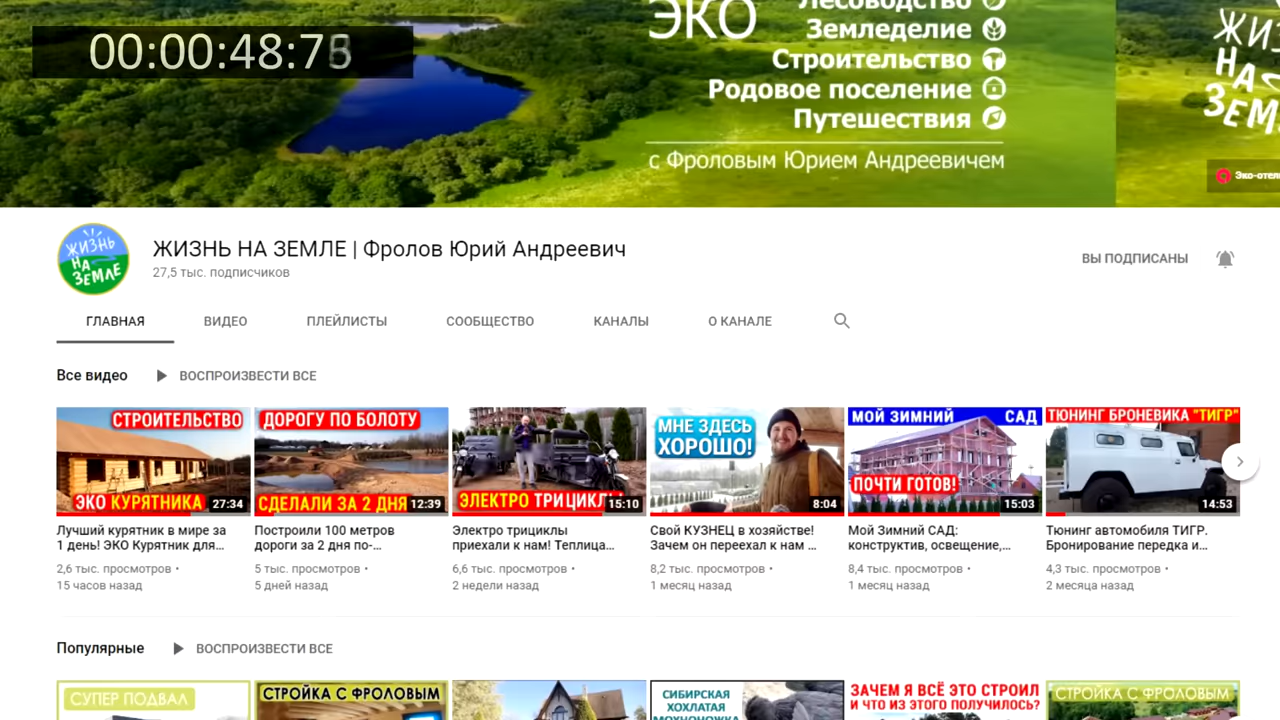 ЭКО
Лесоводство
Земледелие
Строительство
Родовое поселение
Путешествия
с Фроловым Юрием Андреевичем
ЖИ
НА
ЗЕМ
Эко-отель
00:00:48:7
ЖИЗНЬ НА ЗЕМЛЕ
ЖИЗНЬ НА ЗЕМЛЕ | Фролов Юрий Андреевич
27,5 тыс. подписчиков
ВЫ ПОДПИСАНЫ
ГЛАВНАЯ ВИДЕО ПЛЕЙЛИСТЫ СООБЩЕСТВО КАНАЛЫ О КАНАЛЕ
Все видео ВОСПРОИЗВЕСТИ ВСЕ
СТРОИТЕЛЬСТВО
ЭКО КУРЯТНИКА 27:34
Лучший курятник в мире за
1 день! ЭКО Курятник для...
2,6 тыс. просмотров •
15 часов назад
ДОРОГУ ПО БОЛОТУ
СДЕЛАЛИ ЗА 2 ДНЯ 12:39
Построили 100 метров
дороги за 2 дня по-...
5 тыс. просмотров •
5 дней назад
ЭЛЕКТРО ТРИЦИКЛЫ 15:10
Электро трициклы
приехали к нам! Теплица...
6,6 тыс. просмотров •
2 недели назад
МНЕ ЗДЕСЬ
ХОРОШО!
8:04
Свой КУЗНЕЦ в хозяйстве!
Зачем он переехал к нам ...
8,2 тыс. просмотров •
1 месяц назад
МОЙ ЗИМНИЙ САД
ПОЧТИ ГОТОВ!
15:03
Мой Зимний САД:
конструктив, освещение,...
8,4 тыс. просмотров •
1 месяц назад
ТЮНИНГ БРОНЕВИКА "ТИГР"
14:53
Тюнинг автомобиля ТИГР.
Бронирование передка и...
4,3 тыс. просмотров •
2 месяца назад
Популярные ВОСПРОИЗВЕСТИ ВСЕ
СУПЕР ПОДВАЛ
СТРОЙКА С ФРОЛОВЫМ
СИБИРСКАЯ
ХОХЛАТАЯ
МОХНОНОЖКА
ЗАЧЕМ Я ВСЁ ЭТО СТРОИЛ
И ЧТО ИЗ ЭТОГО ПОЛУЧИЛОСЬ?
СТРОЙКА С ФРОЛОВЫМ